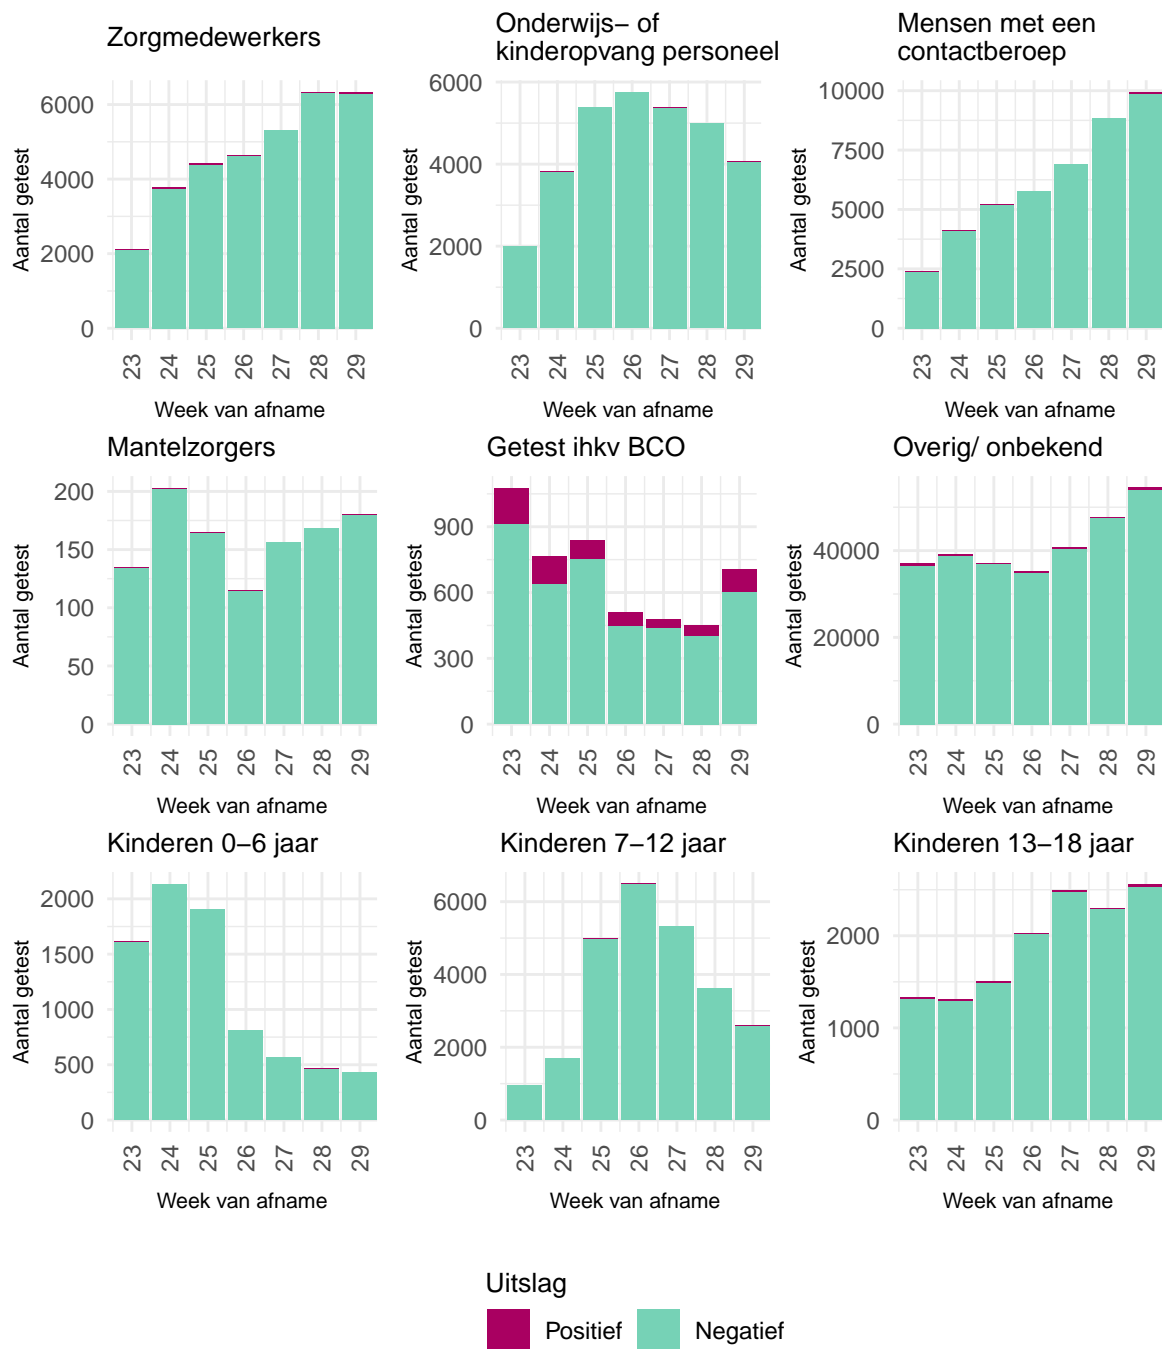 Zorgmedewerkers
Onderwijs– of
kinderopvang personeel
Mensen met een
contactberoep
Aantal getest
6000
4000
2000
0
23 24 25 26 27 28 29
Week van afname
Aantal getest
6000
4000
2000
0
23 24 25 26 27 28 29
Week van afname
Aantal getest
10000
7500
5000
2500
0
23 24 25 26 27 28 29
Week van afname
Mantelzorgers
Aantal getest
200
150
100
50
0
23 24 25 26 27 28 29
Week van afname
Getest ihkv BCO
Aantal getest
900
600
300
0
23 24 25 26 27 28 29
Week van afname
Overig/ onbekend
Aantal getest
40000
20000
0
23 24 25 26 27 28 29
Week van afname
Kinderen 0–6 jaar
Aantal getest
2000
1500
1000
500
0
23 24 25 26 27 28 29
Week van afname
Kinderen 7–12 jaar
Aantal getest
6000
4000
2000
0
23 24 25 26 27 28 29
Week van afname
Kinderen 13–18 jaar
Aantal getest
2000
1000
0
23 24 25 26 27 28 29
Week van afname
Uitslag
Positief Negatief